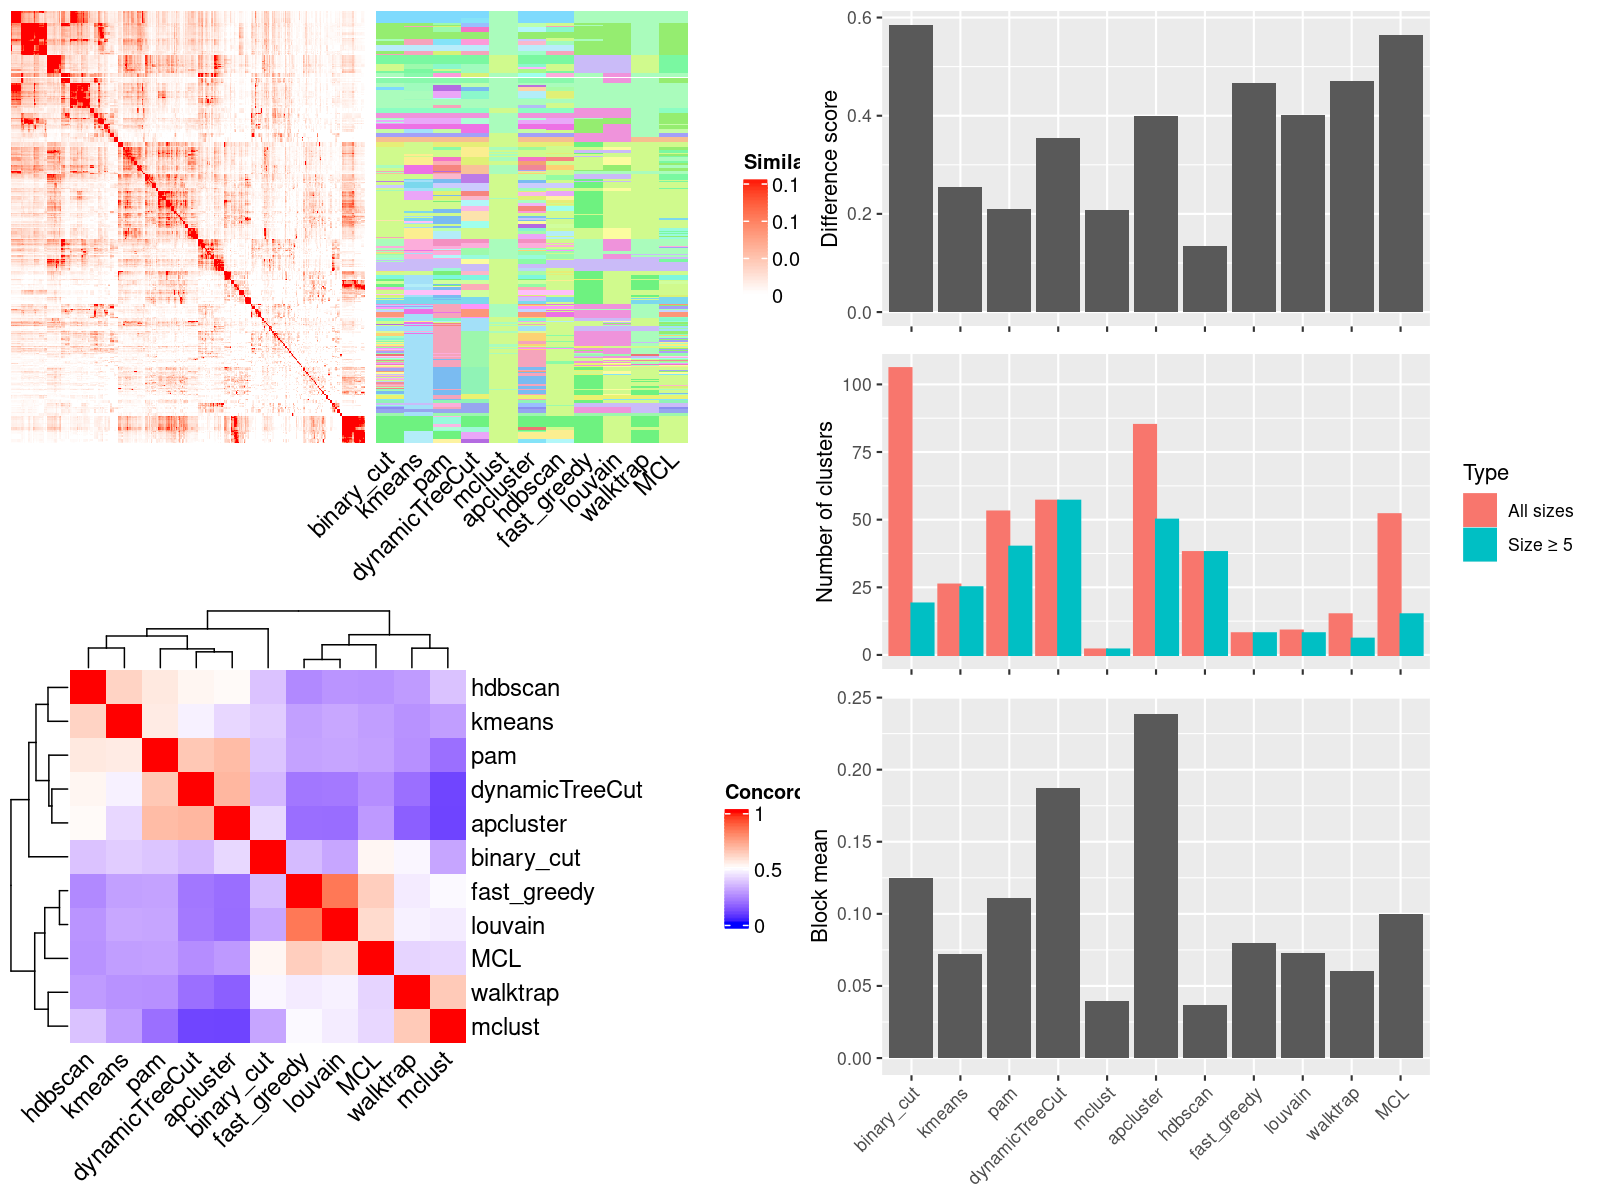 Simila
0.1
0.1
0.0
0
binary_cut
kmeans
pam
dynamicTreeCut
mclust
apcluster
hdbscan
fast_greedy
louvain
walktrap
MCL
hdbscan
kmeans
pam
dynamicTreeCut
apcluster
binary_cut
fast_greedy
louvain
MCL
walktrap
mclust
hdbscan
kmeans
pam
dynamicTreeCut
apcluster
binary_cut
fast_greedy
louvain
MCL
walktrap
mclust
Concord
1
0.5
0
Difference score
0.6
0.4
0.2
0.0
Number of clusters
100
75
50
25
0
Type
All sizes
Size ≥ 5
Block mean
0.25
0.20
0.15
0.10
0.05
0.00
binary_cut
kmeans
pam
dynamicTreeCut
mclust
apcluster
hdbscan
fast_greedy
louvain
walktrap
MCL